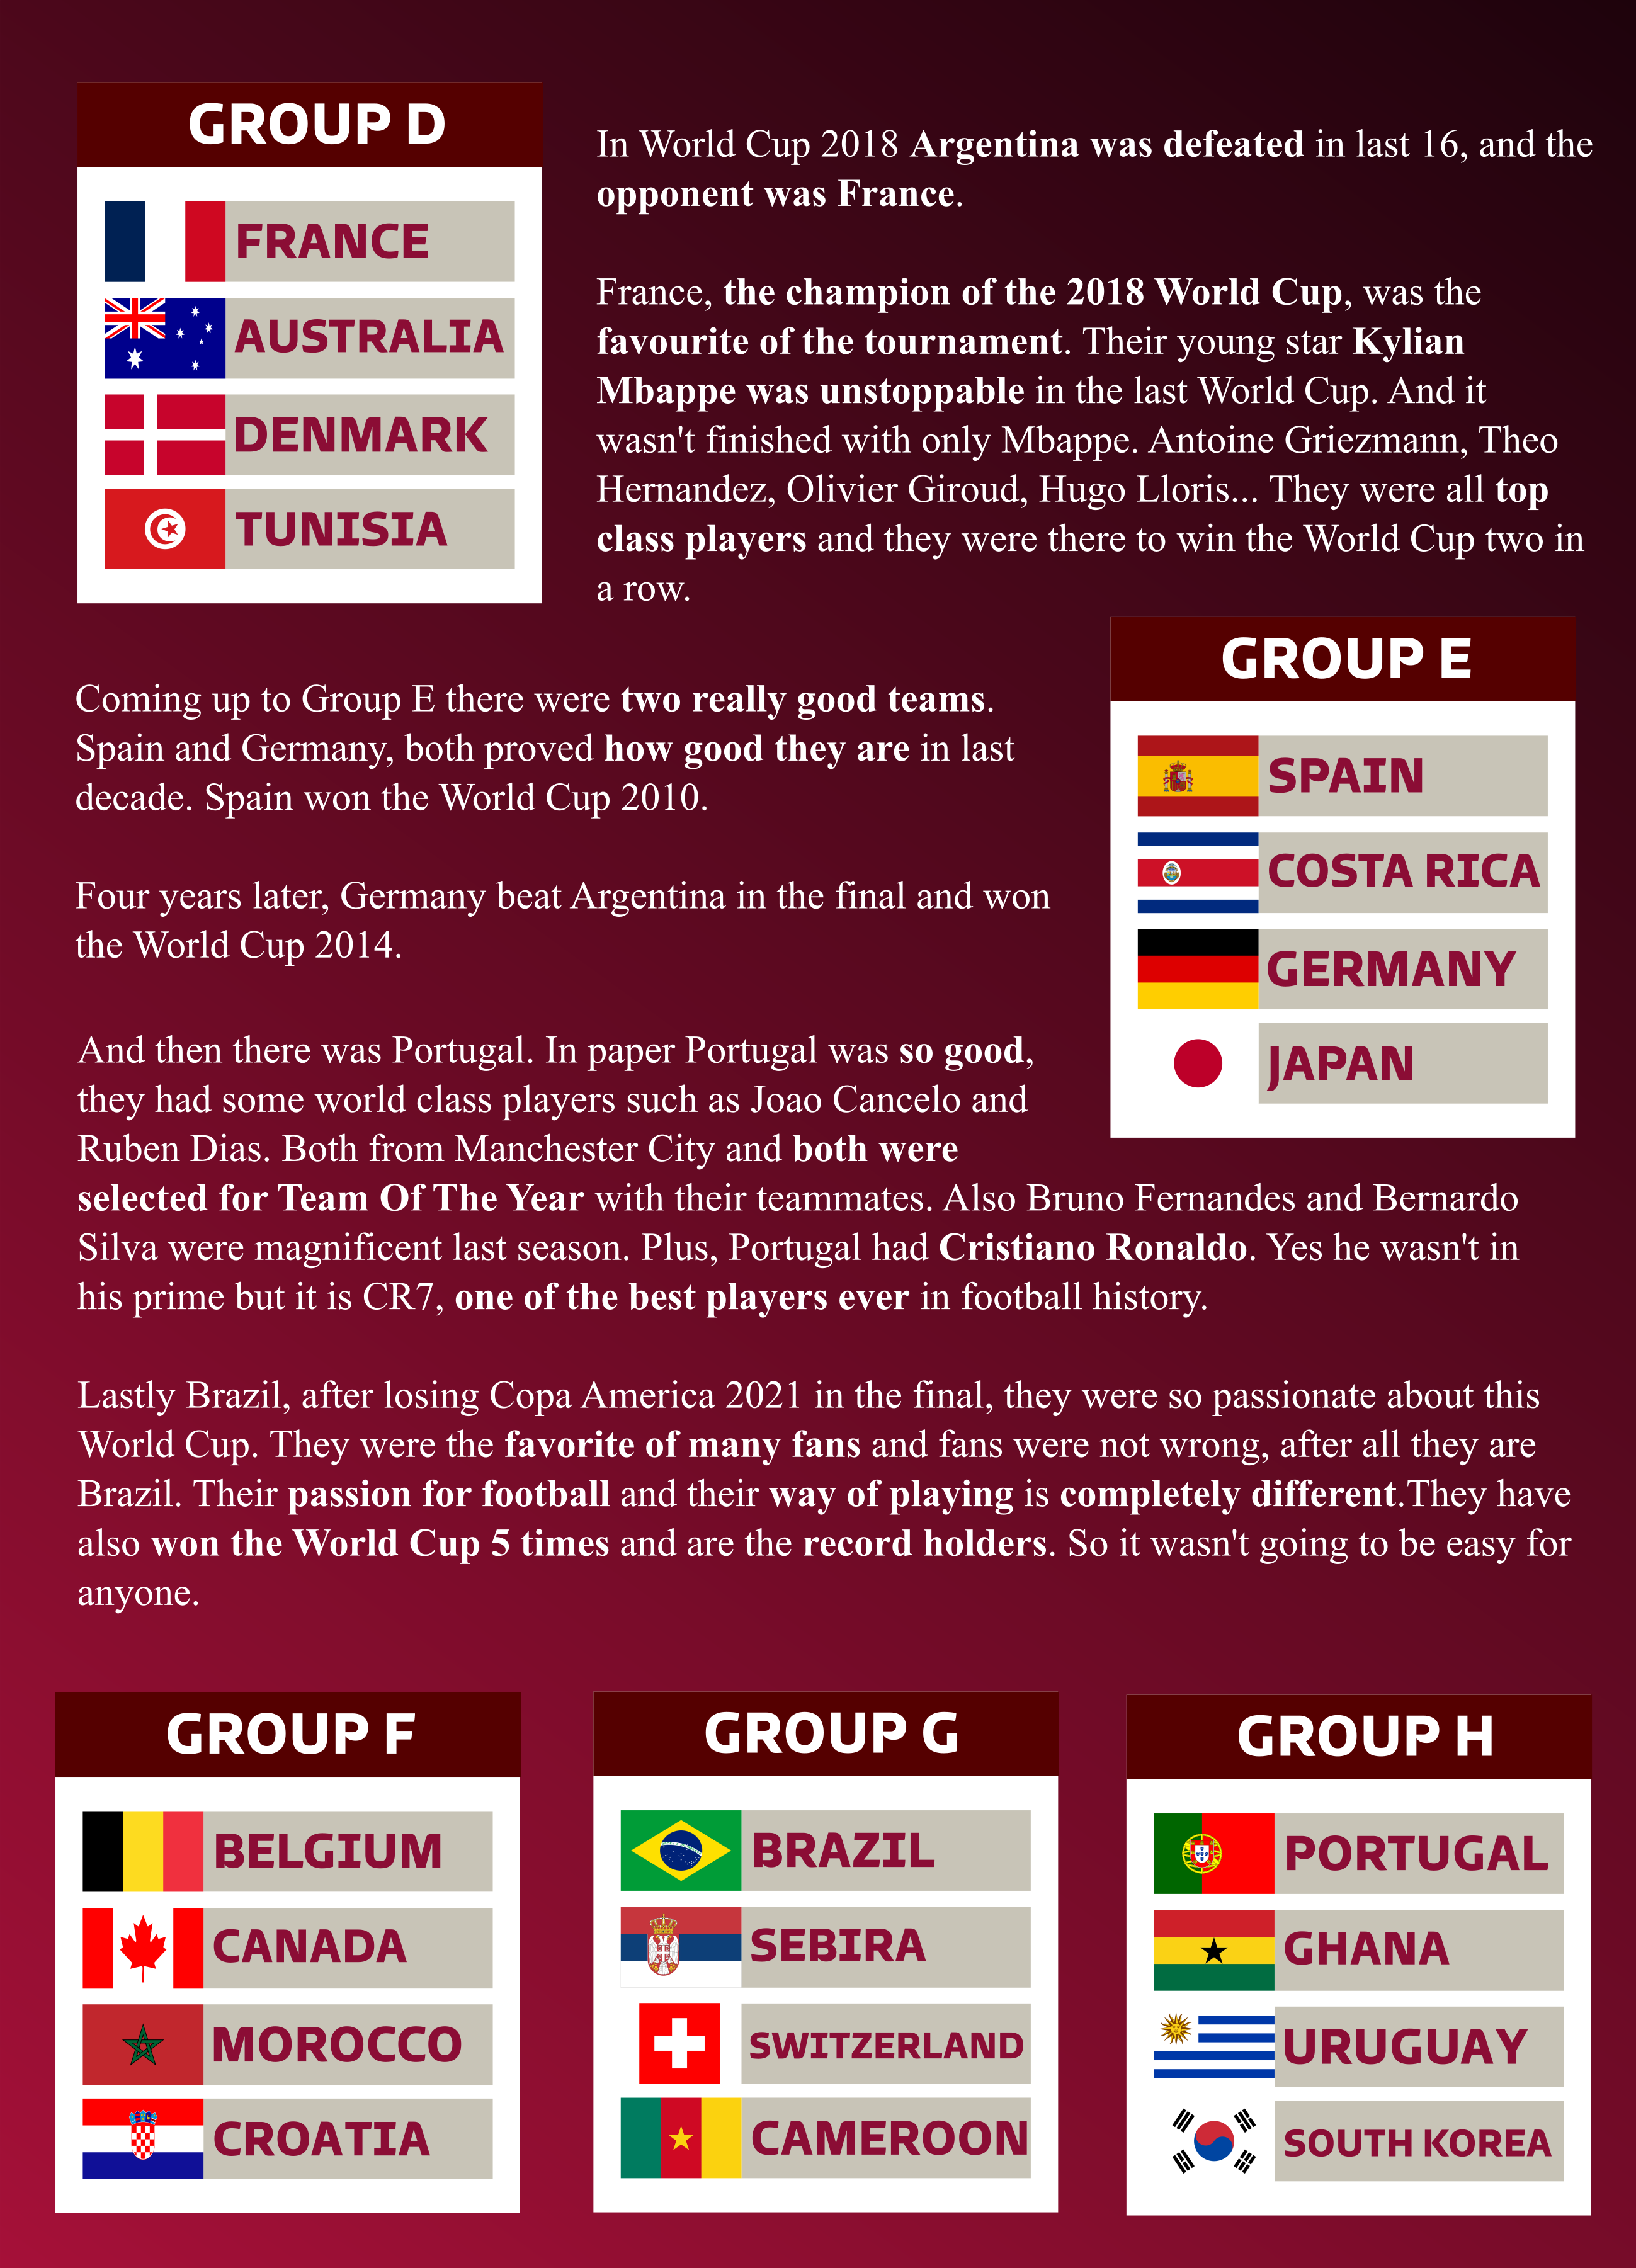 GROUP D
FRANCE
AUSTRALIA
DENMARK
TUNISIA
In World Cup 2018 Argentina was defeated in last 16, and the
opponent was France.
France, the champion of the 2018 World Cup, was the
favourite of the tournament. Their young star Kylian
Mbappe was unstoppable in the last World Cup. And it
wasn't finished with only Mbappe. Antoine Griezmann, Theo
Hernandez, Olivier Giroud, Hugo Lloris... They were all top
class players and they were there to win the World Cup two in
a row.
Coming up to Group E there were two really good teams.
Spain and Germany, both proved how good they are in last
decade. Spain won the World Cup 2010.
Four years later, Germany beat Argentina in the final and won
the World Cup 2014.
GROUP E
SPAIN
COSTA RICA
GERMANY
JAPAN
And then there was Portugal. In paper Portugal was so good,
they had some world class players such as Joao Cancelo and
Ruben Dias. Both from Manchester City and both were
selected for Team Of The Year with their teammates. Also Bruno Fernandes and Bernardo
Silva were magnificent last season. Plus, Portugal had Cristiano Ronaldo. Yes he wasn't in
his prime but it is CR7, one of the best players ever in football history.
Lastly Brazil, after losing Copa America 2021 in the final, they were so passionate about this
World Cup. They were the favorite of many fans and fans were not wrong, after all they are
Brazil. Their passion for football and their way of playing is completely different.They have
also won the World Cup 5 times and are the record holders. So it wasn't going to be easy for
anyone.
GROUP F
BELGIUM
CANADA
MOROCCO
CROATIA
GROUP G
BRAZIL
SEBIRA
SWITZERLAND
CAMEROON
GROUP H
PORTUGAL
GHANA
URUGUAY
SOUTH KOREA